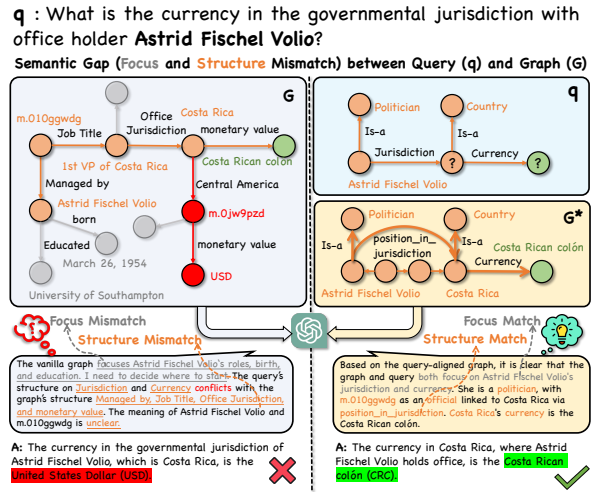 q : What is the currency in the governmental jurisdiction with
office holder Astrid Fischel Volio?
Semantic Gap (Focus and Structure Mismatch) between Query (q) and Graph (G)
G
m.010ggwdg
Job Title
Office
Jurisdiction
Costa Rica
monetary value
1st VP of Costa Rica
Costa Rican colón
Managed by
Central America
Astrid Fischel Volio
born
m.0jw9pzd
Educated
monetary value
March 26, 1954
USD
University of Southampton
q
Politician
Country
Is-a
Is-a
Jurisdiction
Currency
?
?
Astrid Fischel Volio
G*
Politician
Country
position_in_
jurisdiction
Is-a
Is-a
Costa Rican colón
Currency
Astrid Fischel Volio
Costa Rica
Focus Mismatch
Structure Mismatch
Focus Match
Structure Match
The vanilla graph focuses Astrid Fischel Volio's roles, birth,
and education. I need to decide where to start. The query's
structure on Jurisdiction and Currency conflicts with the
graph's structure Managed by, Job Title, Office Jurisdiction,
and monetary value. The meaning of Astrid Fischel Volio and
m.010ggwdg is unclear.
Based on the query-aligned graph, it is clear that the
graph and query both focus on Astrid Fischel Volio's
jurisdiction and currency. She is a politician, with
m.010ggwdg as an official linked to Costa Rica via
position_in_jurisdiction. Costa Rica's currency is the
Costa Rican colón.
A: The currency in the governmental jurisdiction of
Astrid Fischel Volio, which is Costa Rica, is the
United States Dollar (USD).
A: The currency in Costa Rica, where Astrid
Fischel Volio holds office, is the Costa Rican
colón (CRC).